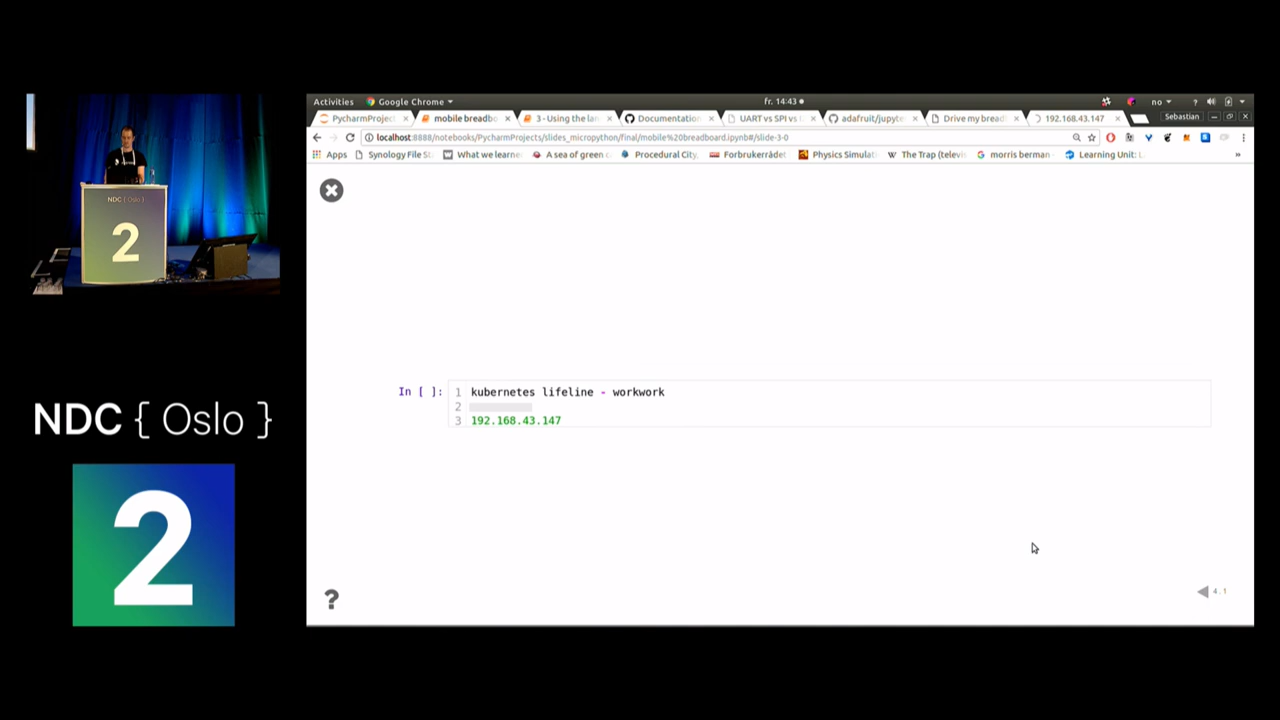 Activities
Google Chrome
fr. 14:43
no
PycharmProject
mobile breadbo
3 - Using the la
Documentation
UART vs SPI vs
adafruit/jupyte
Drive my bread
192.168.43.147
Sebastian
localhost:8888/notebooks/PycharmProjects/slides_micropython/final/mobile%20breadboard.ipynb#/slide-3-0
Apps
Synology File St
What we learne
A sea of green
Procedural City
Forbrukerrådet
Physics Simulat
W The Trap (televi
morris berman
Learning Unit: L
»
In [ ]:
1 kubernetes lifeline - workwork
2
3 192.168.43.147
?
4.1
NDC { Oslo }
2
NDC { Oslo }
2